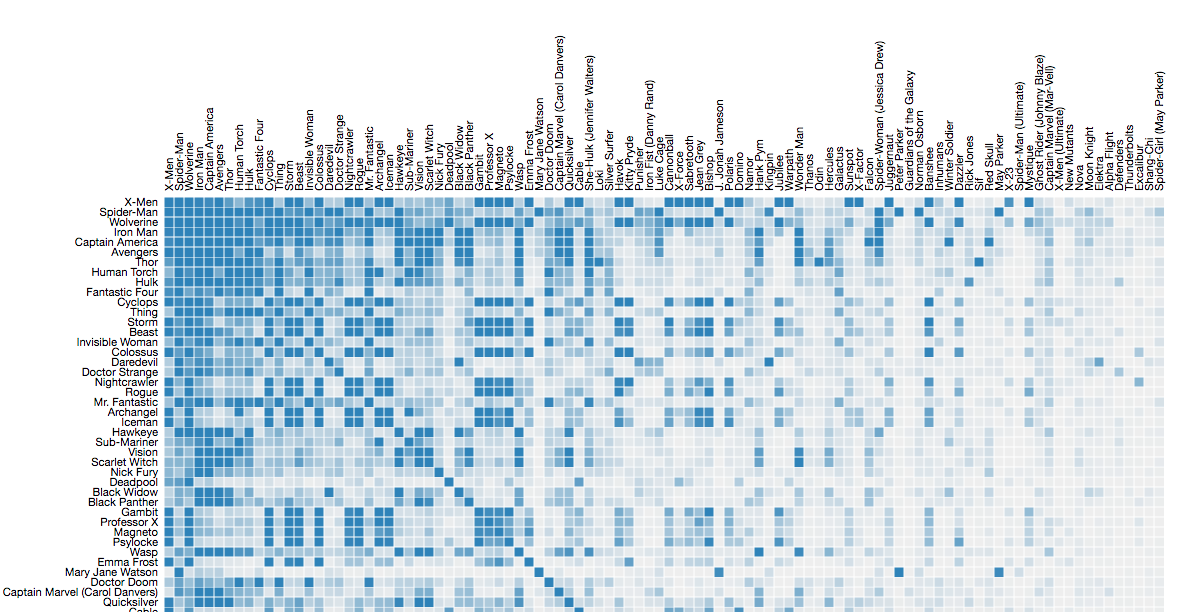 X-Men
Spider-Man
Wolverine
Iron Man
Captain America
Avengers
Thor
Human Torch
Hulk
Fantastic Four
Cyclops
Thing
Storm
Beast
Invisible Woman
Colossus
Daredevil
Doctor Strange
Nightcrawler
Rogue
Mr. Fantastic
Archangel
Iceman
Hawkeye
Sub-Mariner
Vision
Scarlet Witch
Nick Fury
Deadpool
Black Widow
Black Panther
Gambit
Professor X
Magneto
Psylocke
Wasp
Emma Frost
Mary Jane Watson
Doctor Doom
Captain Marvel (Carol Danvers)
Quicksilver
Cable
She-Hulk (Jennifer Walters)
Loki
Silver Surfer
Havok
Kitty Pryde
Punisher
Iron Fist (Danny Rand)
Luke Cage
Cannonball
X-Force
Sabretooth
Jean Grey
Bishop
J. Jonah Jameson
Polaris
Domino
Namor
Hank Pym
Kingpin
Jubilee
Warpath
Wonder Man
Thanos
Odin
Hercules
Galactus
Sunspot
X-Factor
Falcon
Spider-Woman (Jessica Drew)
Juggernaut
Peter Parker
Guardians of the Galaxy
Norman Osborn
Banshee
Inhumans
Winter Soldier
Dazzler
Rick Jones
Sif
Red Skull
May Parker
X-23
Spider-Man (Ultimate)
Mystique
Ghost Rider (Johnny Blaze)
Captain Marvel (Mar-Vell)
X-Men (Ultimate)
New Mutants
Nova
Moon Knight
Elektra
Alpha Flight
Defenders
Thunderbolts
Excalibur
Shang-Chi
Spider-Girl (May Parker)
X-Men
Spider-Man
Wolverine
Iron Man
Captain America
Avengers
Thor
Human Torch
Hulk
Fantastic Four
Cyclops
Thing
Storm
Beast
Invisible Woman
Colossus
Daredevil
Doctor Strange
Nightcrawler
Rogue
Mr. Fantastic
Archangel
Iceman
Hawkeye
Sub-Mariner
Vision
Scarlet Witch
Nick Fury
Deadpool
Black Widow
Black Panther
Gambit
Professor X
Magneto
Psylocke
Wasp
Emma Frost
Mary Jane Watson
Doctor Doom
Captain Marvel (Carol Danvers)
Quicksilver
Cable